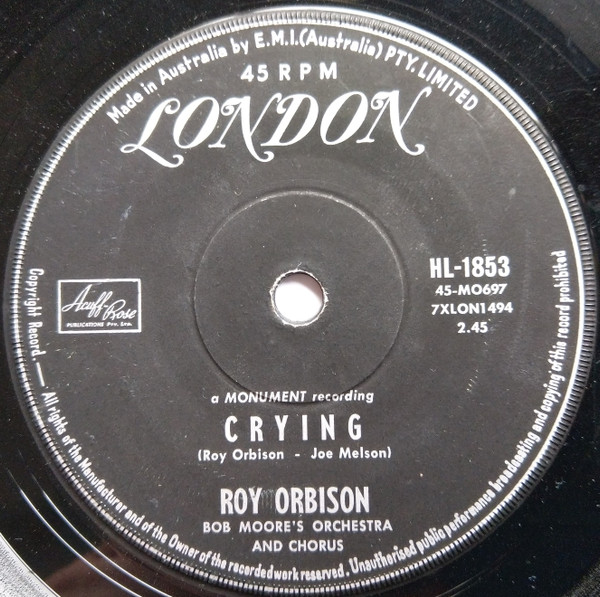 Made in Australia by E.M.I.(Australia) PTY. LIMITED
45 RPM
LONDON
HL-1853
45-MO697
7XLON1494
2.45
Acuff-Rose
PUBLICATIONS Pty. Ltd.
a MONUMENT recording
CRYING
(Roy Orbison - Joe Melson)
ROY ORBISON
BOB MOORE'S ORCHESTRA
AND CHORUS
Copyright Record. — All rights of the Manufacturer and of the Owner of the recorded work reserved. Unauthorised public performance broadcasting and copying of this record prohibited